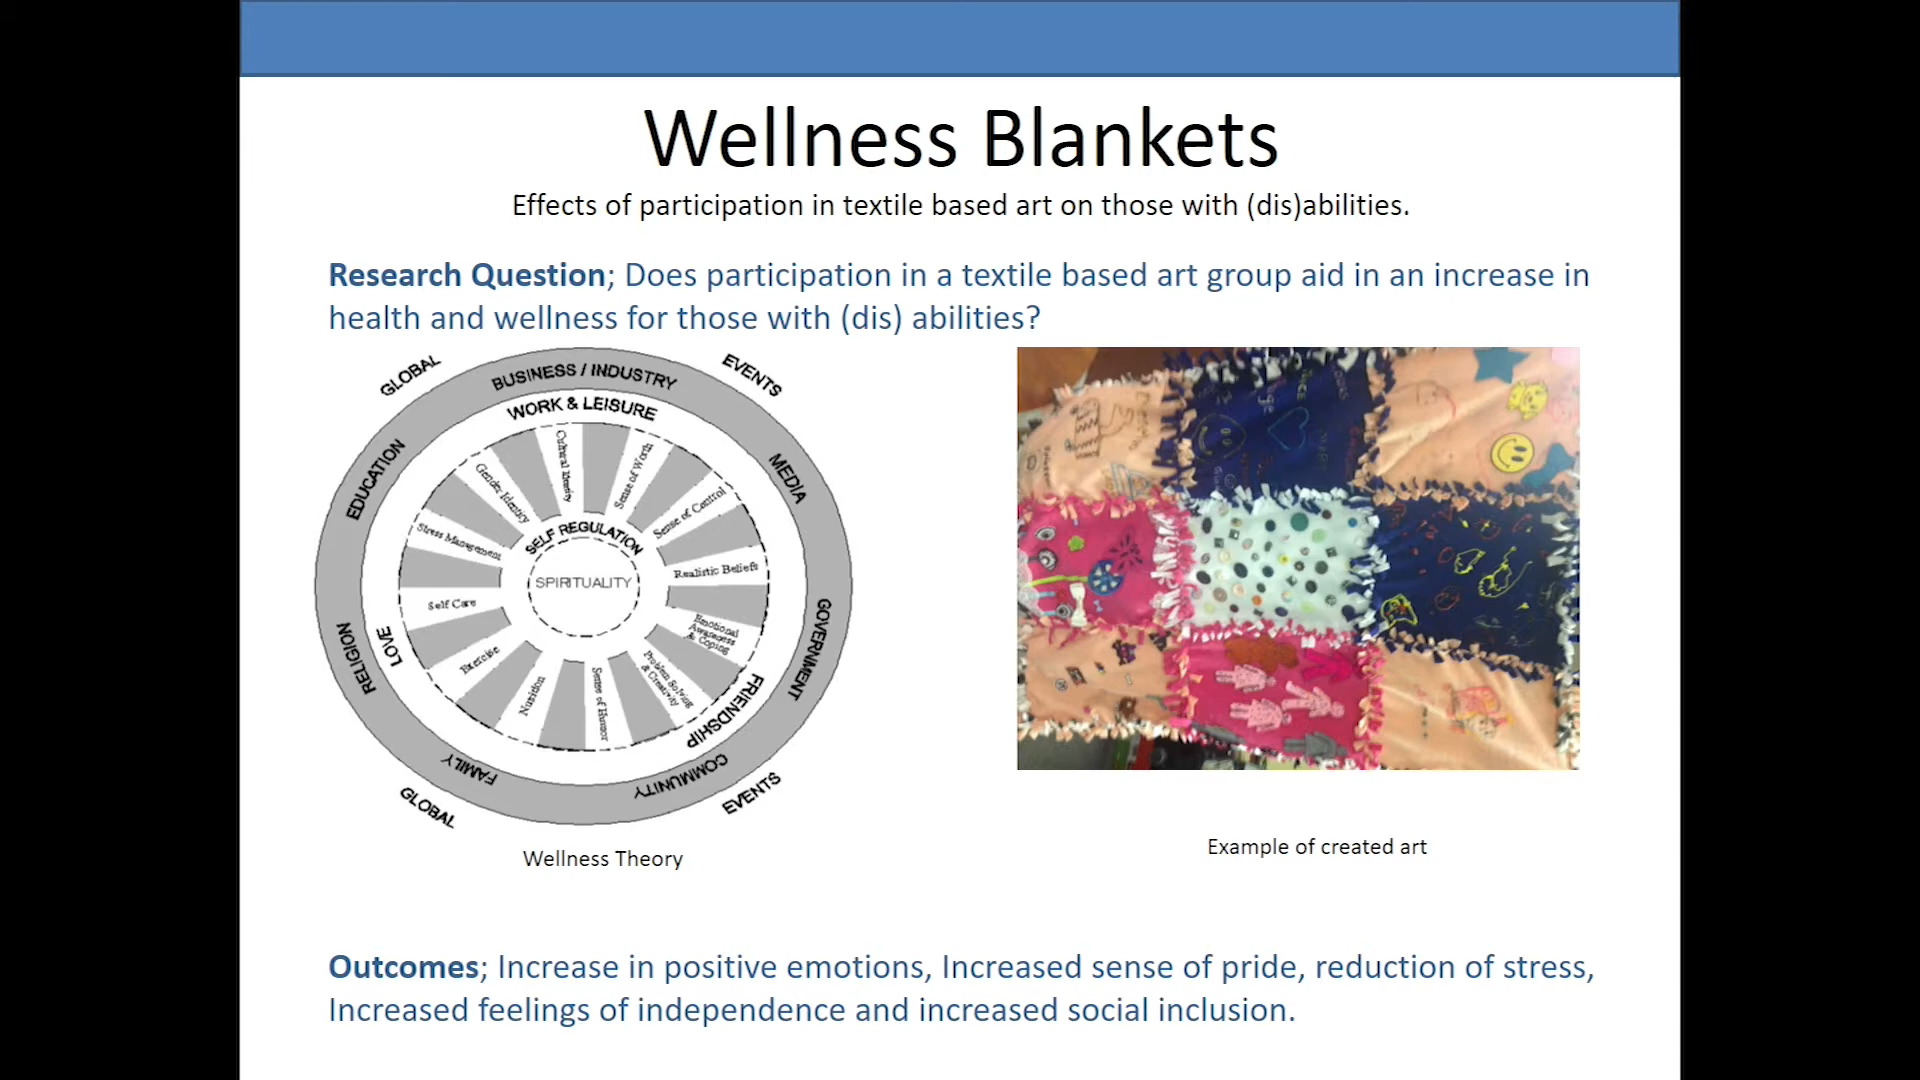 Wellness Blankets
Effects of participation in textile based art on those with (dis)abilities.
Research Question; Does participation in a textile based art group aid in an increase in
health and wellness for those with (dis) abilities?
GLOBAL
EVENTS
BUSINESS / INDUSTRY
WORK & LEISURE
EDUCATION
MEDIA
RELIGION
GOVERNMENT
LOVE
FRIENDSHIP
FAMILY
COMMUNITY
GLOBAL
EVENTS
Gender Identity
Cultural Identity
Sense of Worth
Sense of Control
Stress Management
Realistic Beliefs
SELF REGULATION
SPIRITUALITY
Self Care
Emotional
Awareness
& Coping
Exercise
Nutrition
Sense of Humor
Problem Solving
& Creativity
Wellness Theory
Example of created art
Outcomes; Increase in positive emotions, Increased sense of pride, reduction of stress,
Increased feelings of independence and increased social inclusion.